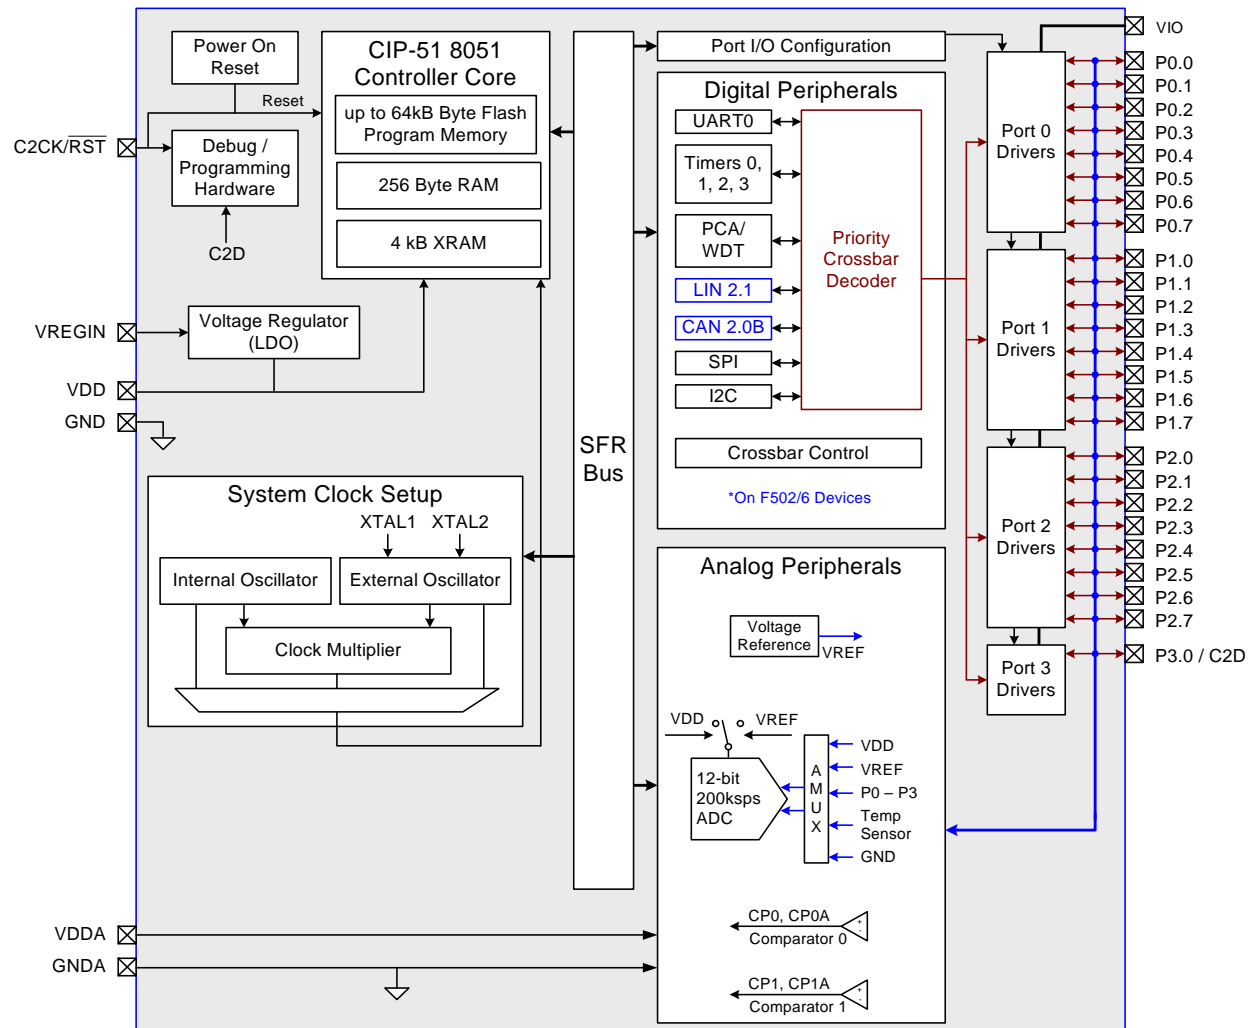 Power On
Reset
Reset
C2CK/RST
Debug /
Programming
Hardware
C2D
CIP-51 8051
Controller Core
up to 64kB Byte Flash
Program Memory
256 Byte RAM
4 kB XRAM
VREGIN
Voltage Regulator
(LDO)
VDD
GND
System Clock Setup
XTAL1
XTAL2
Internal Oscillator
External Oscillator
Clock Multiplier
VDDA
GNDA
SFR
Bus
Port I/O Configuration
Digital Peripherals
UART0
Timers 0,
1, 2, 3
PCA/
WDT
LIN 2.1
CAN 2.0B
SPI
I2C
Priority
Crossbar
Decoder
Crossbar Control
*On F502/6 Devices
Analog Peripherals
Voltage
Reference
VREF
VDD
VREF
12-bit
200ksps
ADC
A
M
U
X
VDD
VREF
P0 – P3
Temp
Sensor
GND
CP0, CP0A
Comparator 0
+
-
CP1, CP1A
Comparator 1
+
-
Port 0
Drivers
Port 1
Drivers
Port 2
Drivers
Port 3
Drivers
VIO
P0.0
P0.1
P0.2
P0.3
P0.4
P0.5
P0.6
P0.7
P1.0
P1.1
P1.2
P1.3
P1.4
P1.5
P1.6
P1.7
P2.0
P2.1
P2.2
P2.3
P2.4
P2.5
P2.6
P2.7
P3.0 / C2D